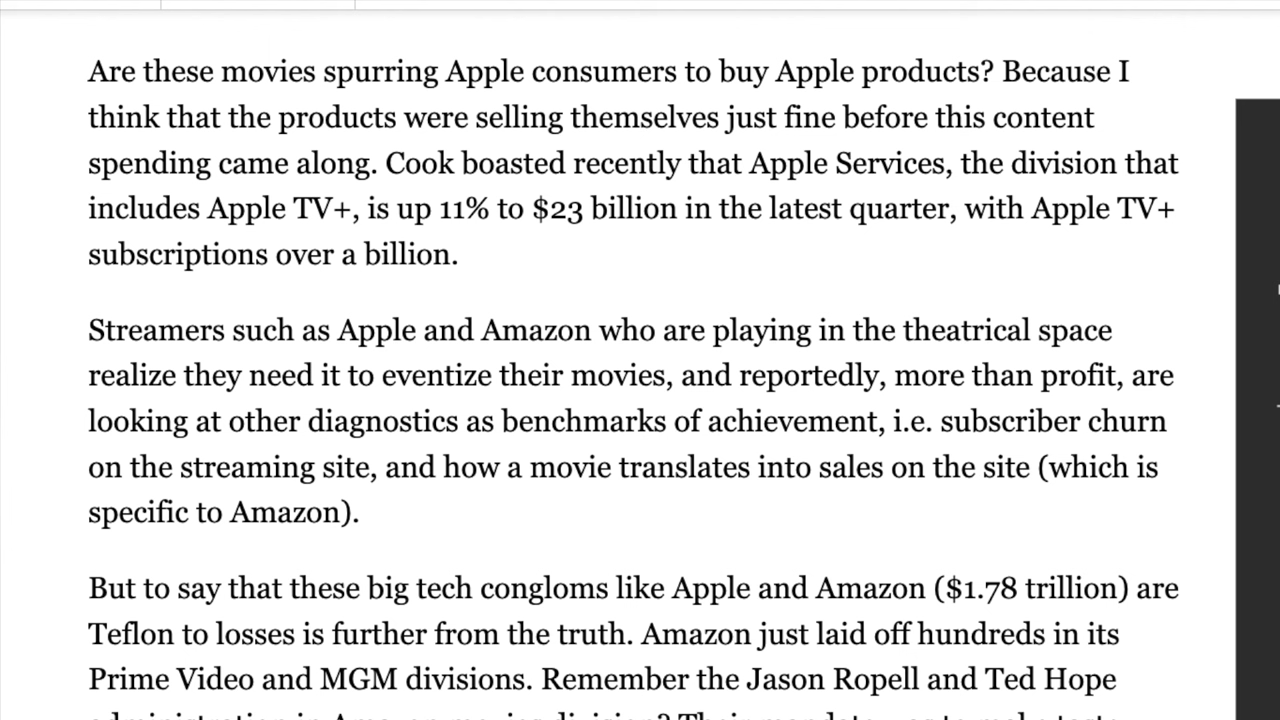 Are these movies spurring Apple consumers to buy Apple products? Because I
think that the products were selling themselves just fine before this content
spending came along. Cook boasted recently that Apple Services, the division that
includes Apple TV+, is up 11% to $23 billion in the latest quarter, with Apple TV+
subscriptions over a billion.
Streamers such as Apple and Amazon who are playing in the theatrical space
realize they need it to eventize their movies, and reportedly, more than profit, are
looking at other diagnostics as benchmarks of achievement, i.e. subscriber churn
on the streaming site, and how a movie translates into sales on the site (which is
specific to Amazon).
But to say that these big tech congloms like Apple and Amazon ($1.78 trillion) are
Teflon to losses is further from the truth. Amazon just laid off hundreds in its
Prime Video and MGM divisions. Remember the Jason Ropell and Ted Hope